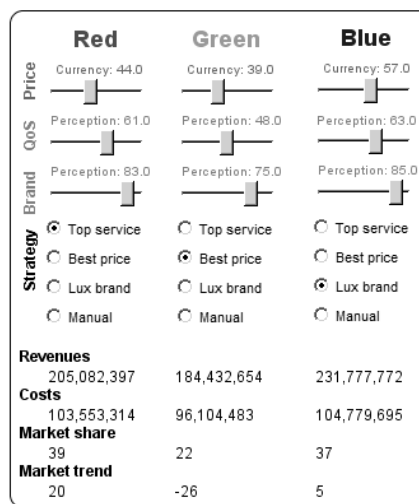 Red Green Blue
Price
Currency: 44.0 Currency: 39.0 Currency: 57.0
QoS
Perception: 61.0 Perception: 48.0 Perception: 63.0
Brand
Perception: 83.0 Perception: 75.0 Perception: 85.0
Strategy
Top service Top service Top service
Best price Best price Best price
Lux brand Lux brand Lux brand
Manual Manual Manual
Revenues
205,082,397 184,432,654 231,777,772
Costs
103,553,314 96,104,483 104,779,695
Market share
39 22 37
Market trend
20 -26 5